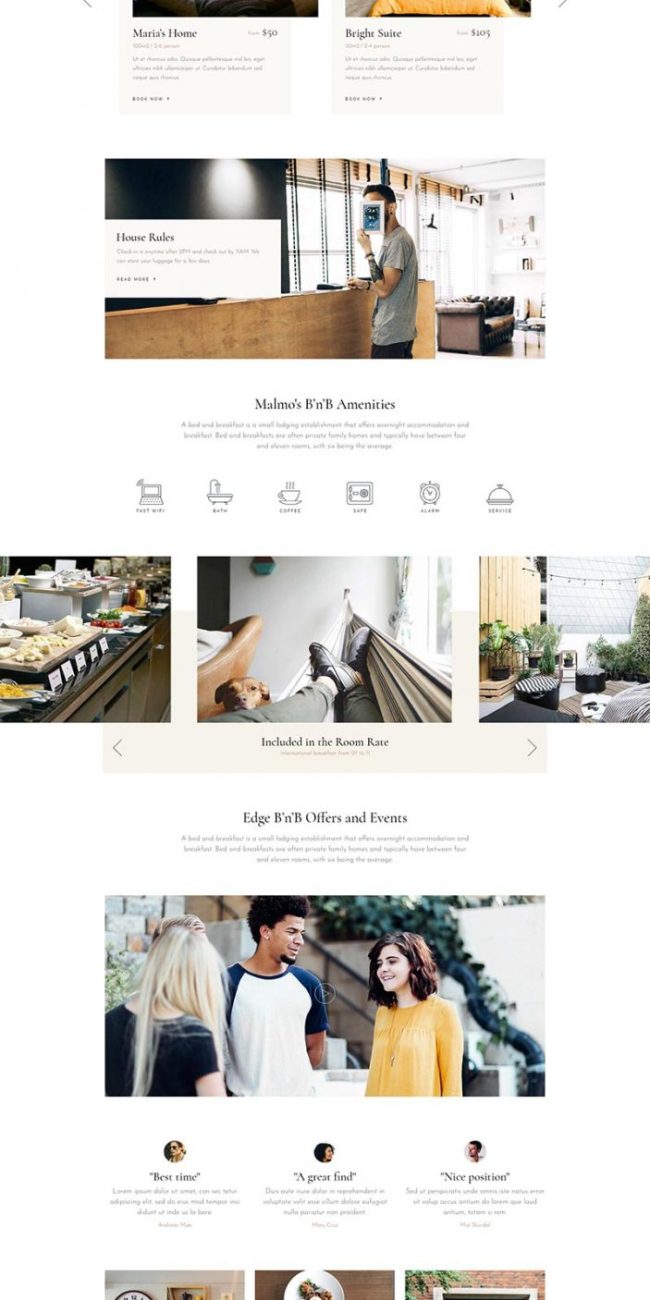 Maria's Home
from $50
100m2 / 2-6 person
Ut et rhoncus odio. Quisque pellentesque nisl leo, eget
ultricies nibh ullamcorper ut. Curabitur bibendum sed
neque quis rhoncus.
BOOK NOW
Bright Suite
from $105
50m2 / 2-4 person
Ut et rhoncus odio. Quisque pellentesque nisl leo, eget
ultricies nibh ullamcorper ut. Curabitur bibendum sed
neque quis rhoncus.
BOOK NOW
House Rules
Check-in is anytime after 2PM and check out by 11AM. We
can store your luggage for a few days.
READ MORE
Malmo's B'n'B Amenities
A bed and breakfast is a small lodging establishment that offers overnight accommodation and
breakfast. Bed and breakfasts are often private family homes and typically have between four
and eleven rooms, with six being the average.
FAST WIFI
BATH
COFFEE
SAFE
ALARM
SERVICE
Included in the Room Rate
International breakfast from 07 to 11
Edge B'n'B Offers and Events
A bed and breakfast is a small lodging establishment that offers overnight accommodation and
breakfast. Bed and breakfasts are often private family homes and typically have between four
and eleven rooms, with six being the average.
"Best time"
Lorem ipsum dolor sit amet, con sec tetur
adipiscing elit, sed do eius mod tempor inci
didunt ut inde us la bore.
"A great find"
Duis aute irure dolor in reprehenderit in
voluptate velit esse cillum dolore eu fugiat
nulla pariatur non proident.
"Nice position"
Sed ut perspiciatis unde omnis iste natus error
sit volup accus antium do lorem que laud
antium, totam si rem.